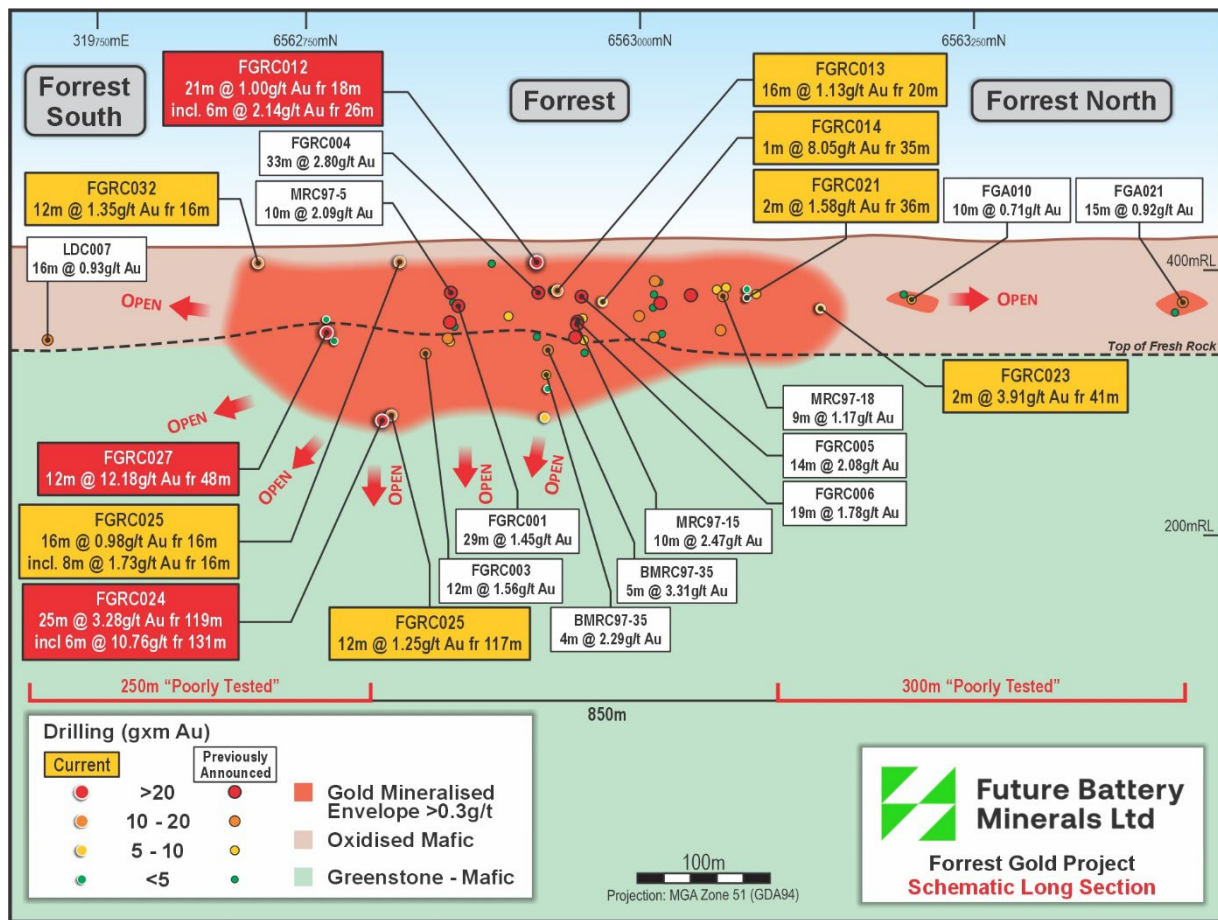 319750mE
6562750mN
6563000mN
6563250mN
Forrest
South
Forrest
Forrest North
FGRC012
21m @ 1.00g/t Au fr 18m
incl. 6m @ 2.14g/t Au fr 26m
FGRC004
33m @ 2.80g/t Au
MRC97-5
10m @ 2.09g/t Au
FGRC032
12m @ 1.35g/t Au fr 16m
LDC007
16m @ 0.93g/t Au
FGRC013
16m @ 1.13g/t Au fr 20m
FGRC014
1m @ 8.05g/t Au fr 35m
FGRC021
2m @ 1.58g/t Au fr 36m
FGA010
10m @ 0.71g/t Au
FGA021
15m @ 0.92g/t Au
400mRL
OPEN
OPEN
Top of Fresh Rock
FGRC023
2m @ 3.91g/t Au fr 41m
MRC97-18
9m @ 1.17g/t Au
FGRC005
14m @ 2.08g/t Au
FGRC006
19m @ 1.78g/t Au
OPEN
OPEN
OPEN
OPEN
OPEN
FGRC027
12m @ 12.18g/t Au fr 48m
FGRC025
16m @ 0.98g/t Au fr 16m
incl. 8m @ 1.73g/t Au fr 16m
FGRC024
25m @ 3.28g/t Au fr 119m
incl 6m @ 10.76g/t fr 131m
FGRC001
29m @ 1.45g/t Au
FGRC003
12m @ 1.56g/t Au
FGRC025
12m @ 1.25g/t Au fr 117m
MRC97-15
10m @ 2.47g/t Au
BMRC97-35
5m @ 3.31g/t Au
BMRC97-35
4m @ 2.29g/t Au
200mRL
250m “Poorly Tested”
850m
300m “Poorly Tested”
Drilling (gxm Au)
Current
Previously
Announced
>20
10 - 20
5 - 10
<5
Gold Mineralised
Envelope >0.3g/t
Oxidised Mafic
Greenstone - Mafic
100m
Projection: MGA Zone 51 (GDA94)
Future Battery
Minerals Ltd
Forrest Gold Project
Schematic Long Section